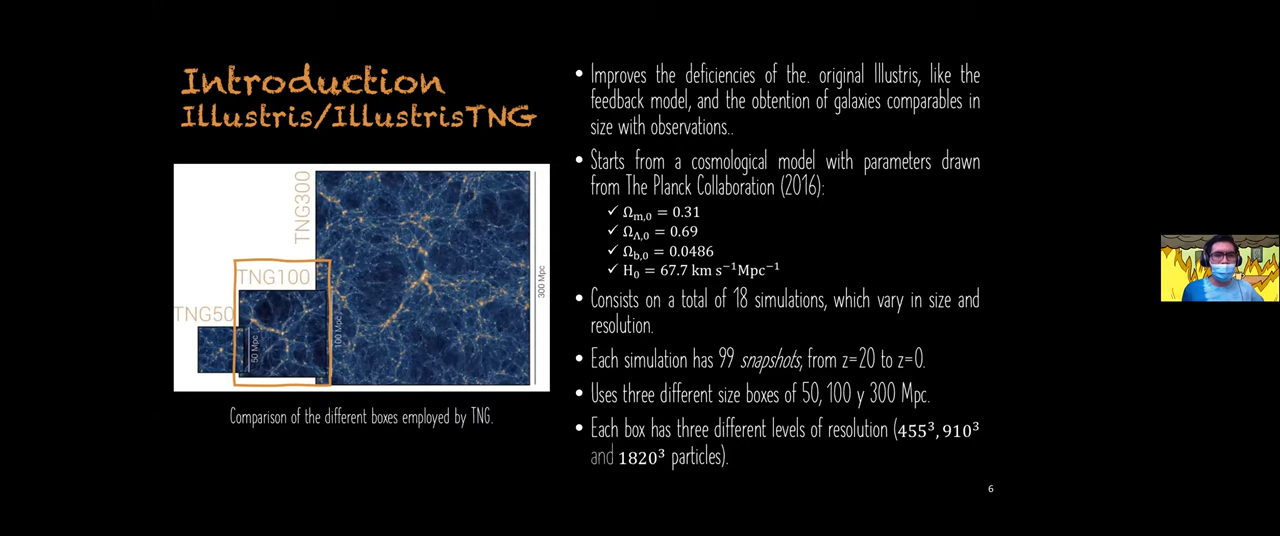 Introduction
Illustris/IllustrisTNG
TNG300
TNG100
TNG50
50 Mpc
100 Mpc
300 Mpc
Comparison of the different boxes employed by TNG.
• Improves the deficiencies of the. original Illustris, like the
feedback model, and the obtention of galaxies comparables in
size with observations..
• Starts from a cosmological model with parameters drawn
from The Planck Collaboration (2016):
✓ Ωm,0 = 0.31
✓ ΩΛ,0 = 0.69
✓ Ωb,0 = 0.0486
✓ H₀ = 67.7 km s⁻¹Mpc⁻¹
• Consists on a total of 18 simulations, which vary in size and
resolution.
• Each simulation has 99 snapshots, from z=20 to z=0.
• Uses three different size boxes of 50, 100 y 300 Mpc.
• Each box has three different levels of resolution (455³, 910³
and 1820³ particles).
6